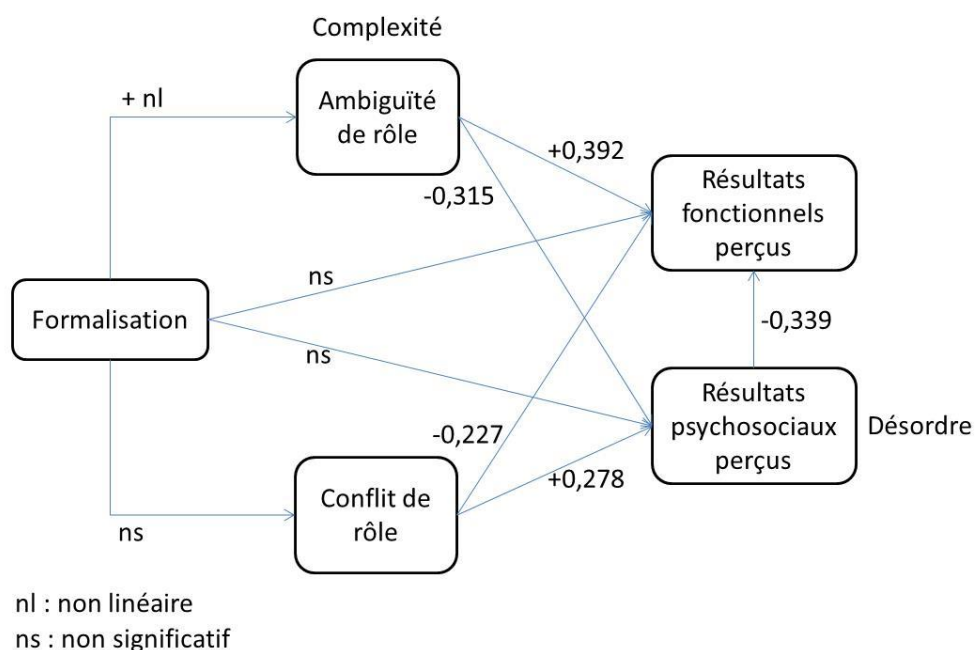 Complexité
+ nl
Ambiguïté
de rôle
+0,392
-0,315
Résultats
fonctionnels
perçus
ns
Formalisation
-0,339
ns
Résultats
psychosociaux
perçus
Désordre
-0,227
+0,278
Conflit de
rôle
ns
nl : non linéaire
ns : non significatif